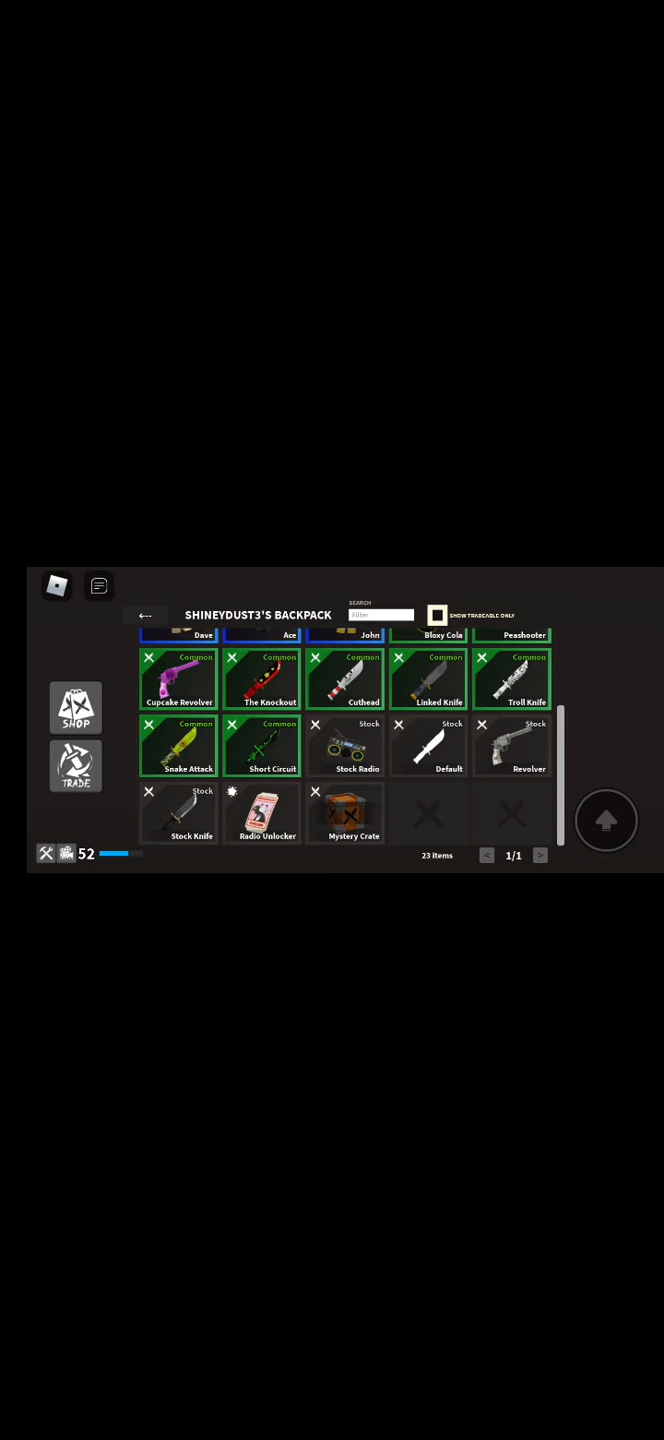 SEARCH
SHINEYDUST3'S BACKPACK
Filter
SHOW TRADEABLE ONLY
Dave
Ace
John
Bloxy Cola
Peashooter
Common
Common
Common
Common
Common
Cupcake Revolver
The Knockout
Cuthead
Linked Knife
Troll Knife
SHOP
Common
Common
Stock
Stock
Stock
Snake Attack
Short Circuit
Stock Radio
Default
Revolver
TRADE
Stock
Stock Knife
Radio Unlocker
Mystery Crate
52
23 items
<
1/1
>